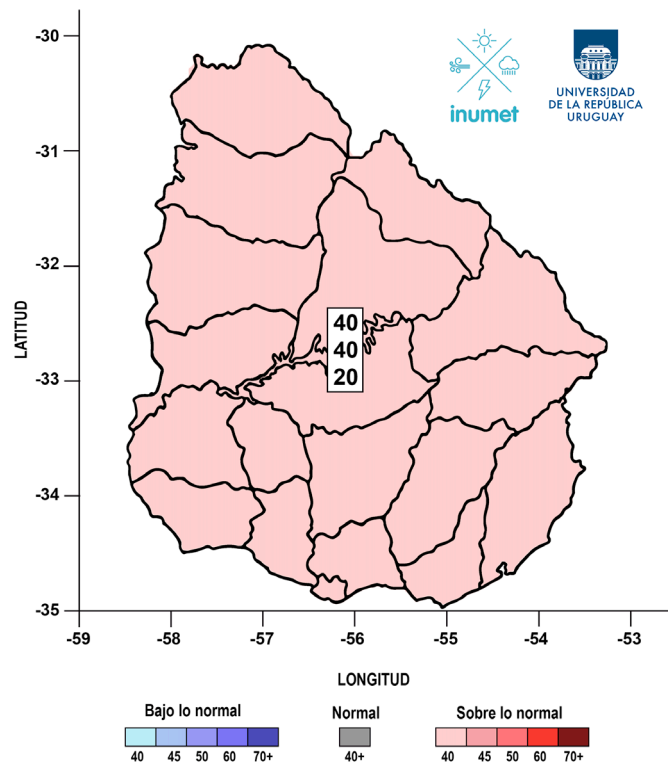 -30
-31
-32
-33
-34
-35
LATITUD
inumet
UNIVERSIDAD
DE LA REPÚBLICA
URUGUAY
40
40
20
-59 -58 -57 -56 -55 -54 -53
LONGITUD
Bajo lo normal
40 45 50 60 70+
Normal
40+
Sobre lo normal
40 45 50 60 70+